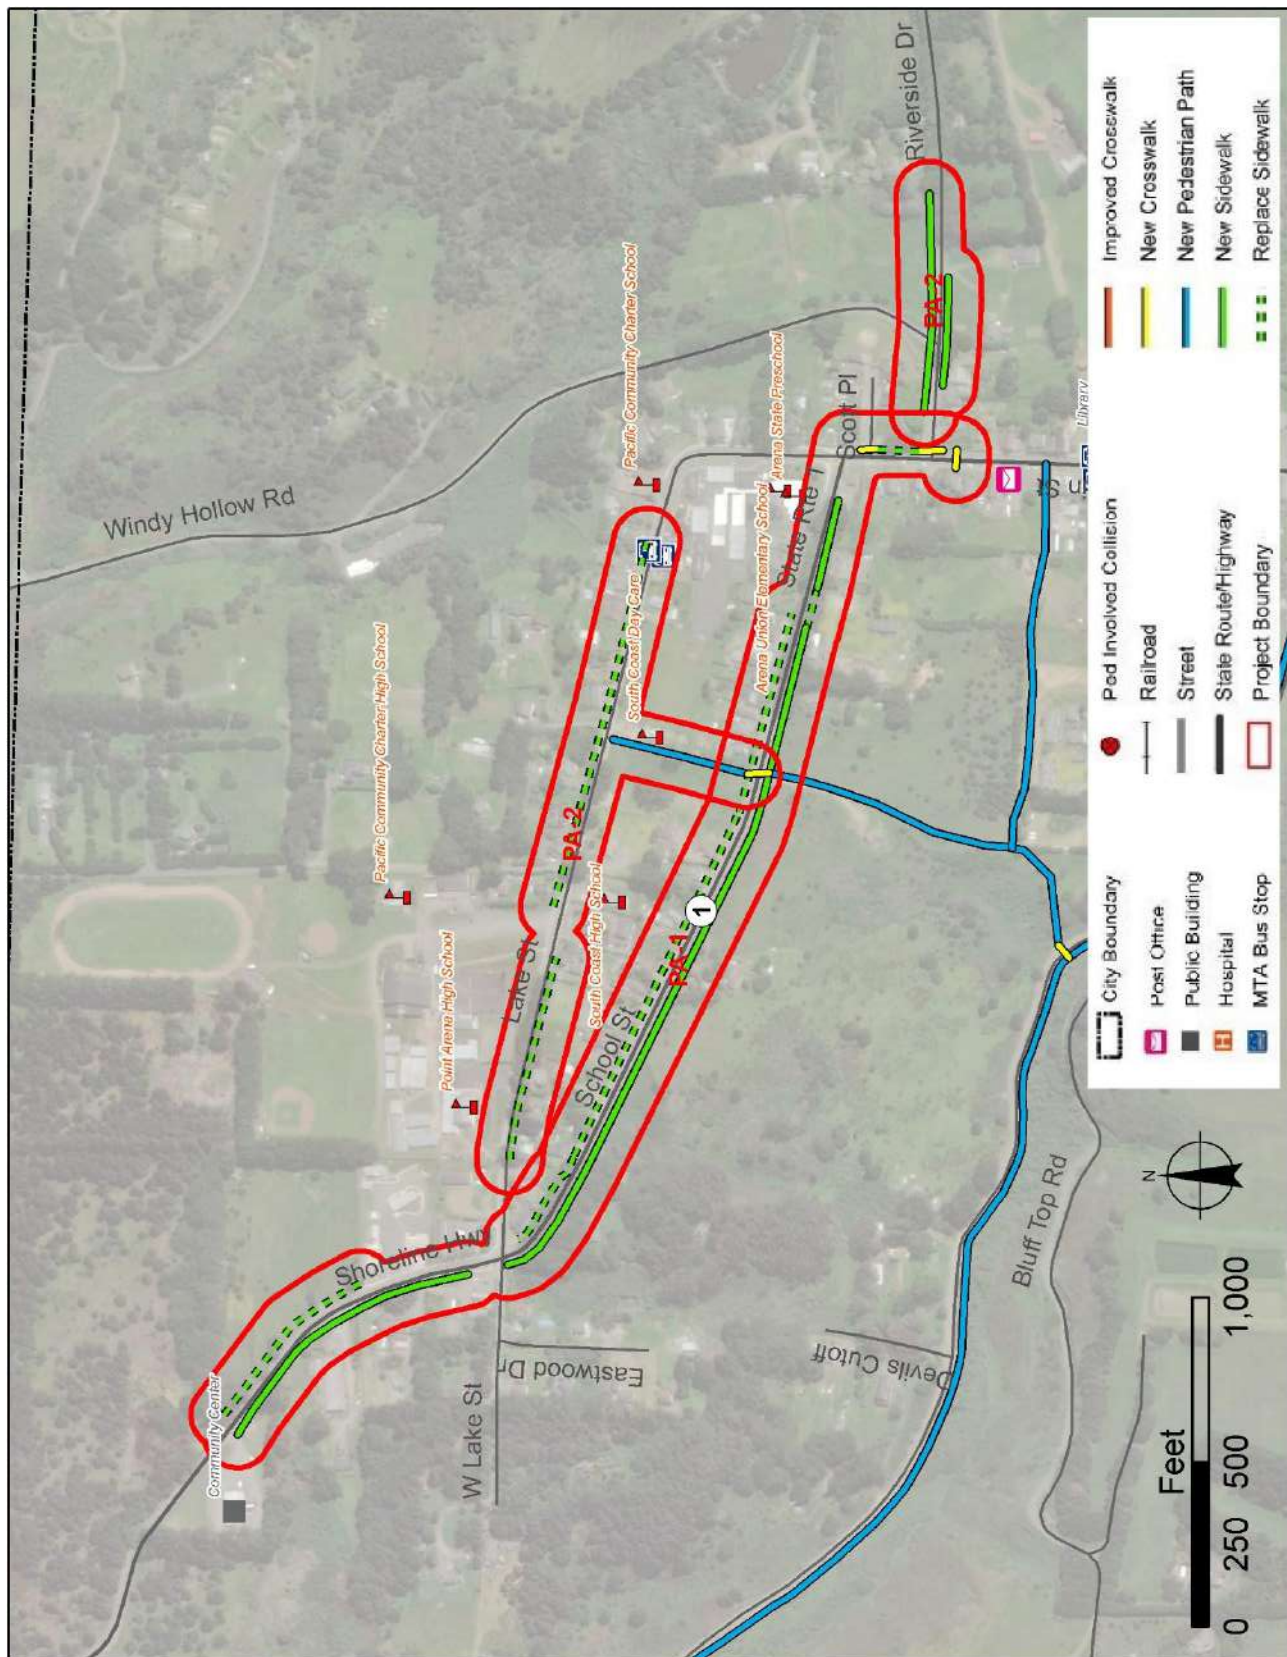 Windy Hollow Rd
Riverside Dr
Pacific Community Charter School
Pacific Community Charter High School
Arena State Preschool
Scott Pl
PA-2
South Coast Day Care
Arena Union Elementary School
State Rte 1
Point Arena High School
Lake St
PA-2
South Coast High School
School St
PA-1
1
Shoreline Hwy
Community Center
W Lake St
Eastwood Dr
Devils Cutoff
Bluff Top Rd
n St
Library
N
Feet
0 250 500 1,000
City Boundary
Post Office
Public Building
Hospital
MTA Bus Stop
Ped Involved Collision
Railroad
Street
State Route/Highway
Project Boundary
Improved Crosswalk
New Crosswalk
New Pedestrian Path
New Sidewalk
Replace Sidewalk
H